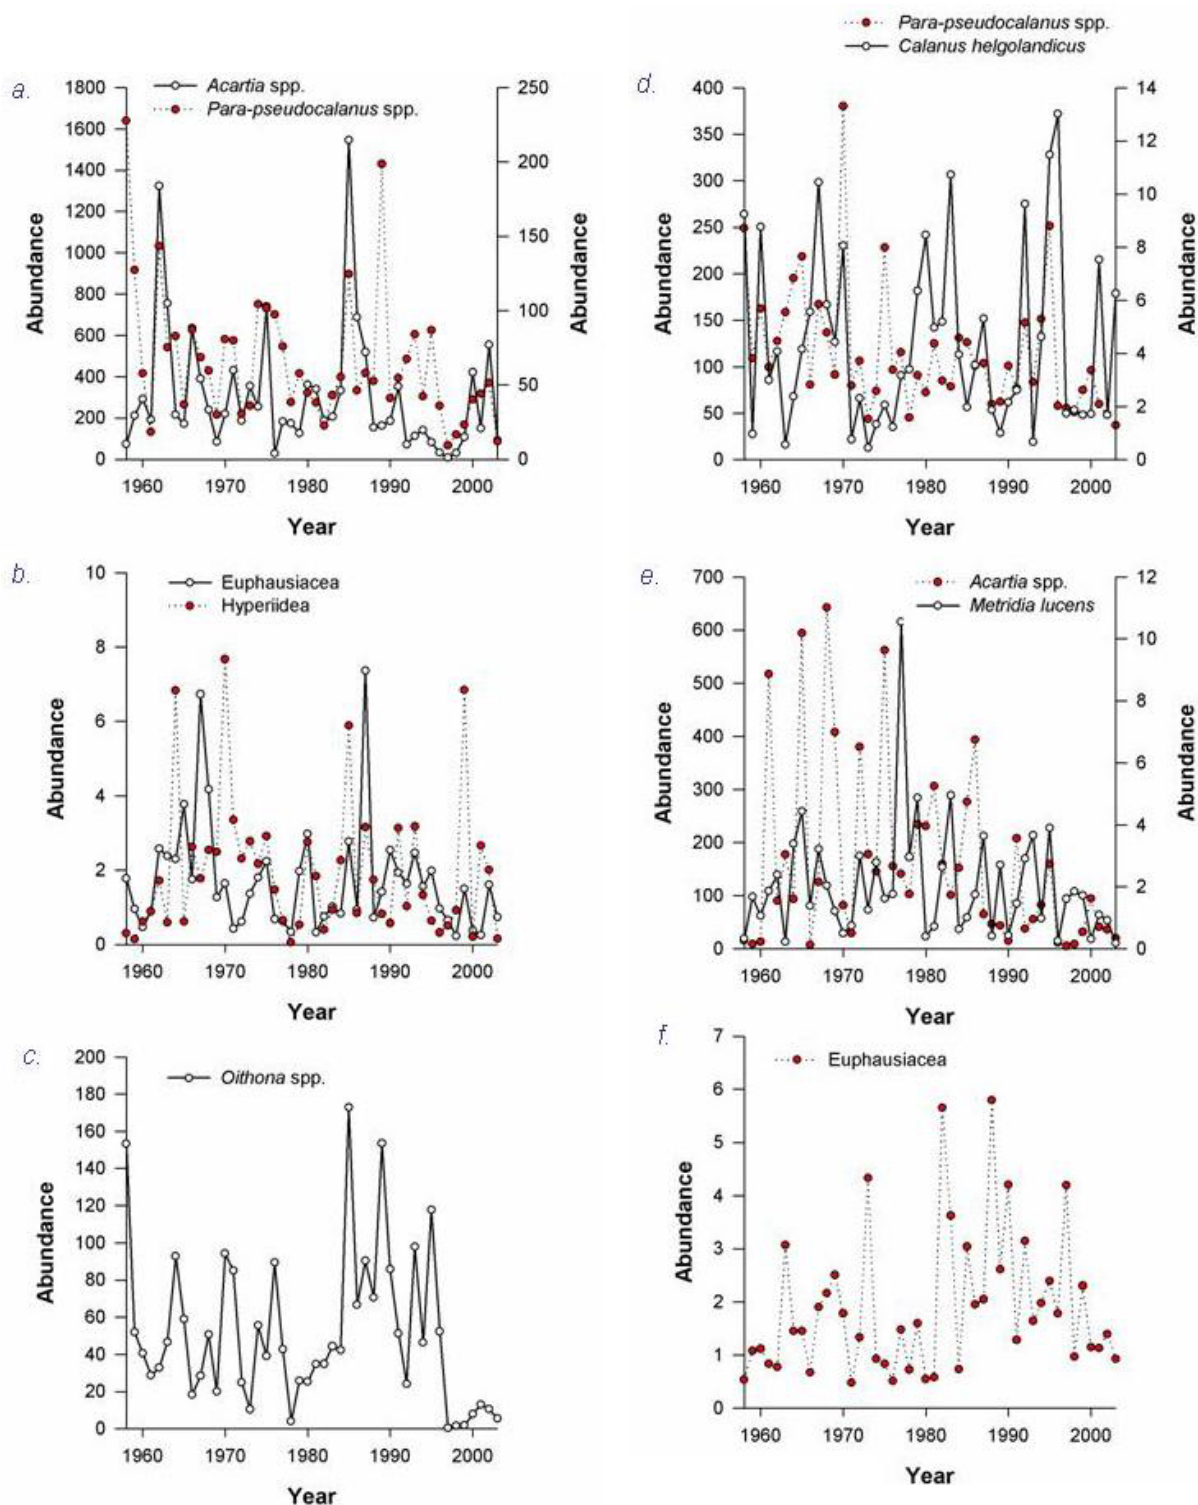 a.
Acartia spp.
Para-pseudocalanus spp.
1800
1600
1400
1200
1000
800
600
400
200
0
250
200
150
100
50
0
Abundance
Abundance
1960 1970 1980 1990 2000
Year
b.
Euphausiacea
Hyperiidea
10
8
6
4
2
0
Abundance
1960 1970 1980 1990 2000
Year
c.
Oithona spp.
200
180
160
140
120
100
80
60
40
20
0
Abundance
1960 1970 1980 1990 2000
Year
Para-pseudocalanus spp.
Calanus helgolandicus
d.
400
350
300
250
200
150
100
50
0
14
12
10
8
6
4
2
0
Abundance
Abundance
1960 1970 1980 1990 2000
Year
e.
Acartia spp.
Metridia lucens
700
600
500
400
300
200
100
0
12
10
8
6
4
2
0
Abundance
Abundance
1960 1970 1980 1990 2000
Year
f.
Euphausiacea
7
6
5
4
3
2
1
0
Abundance
1960 1970 1980 1990 2000
Year